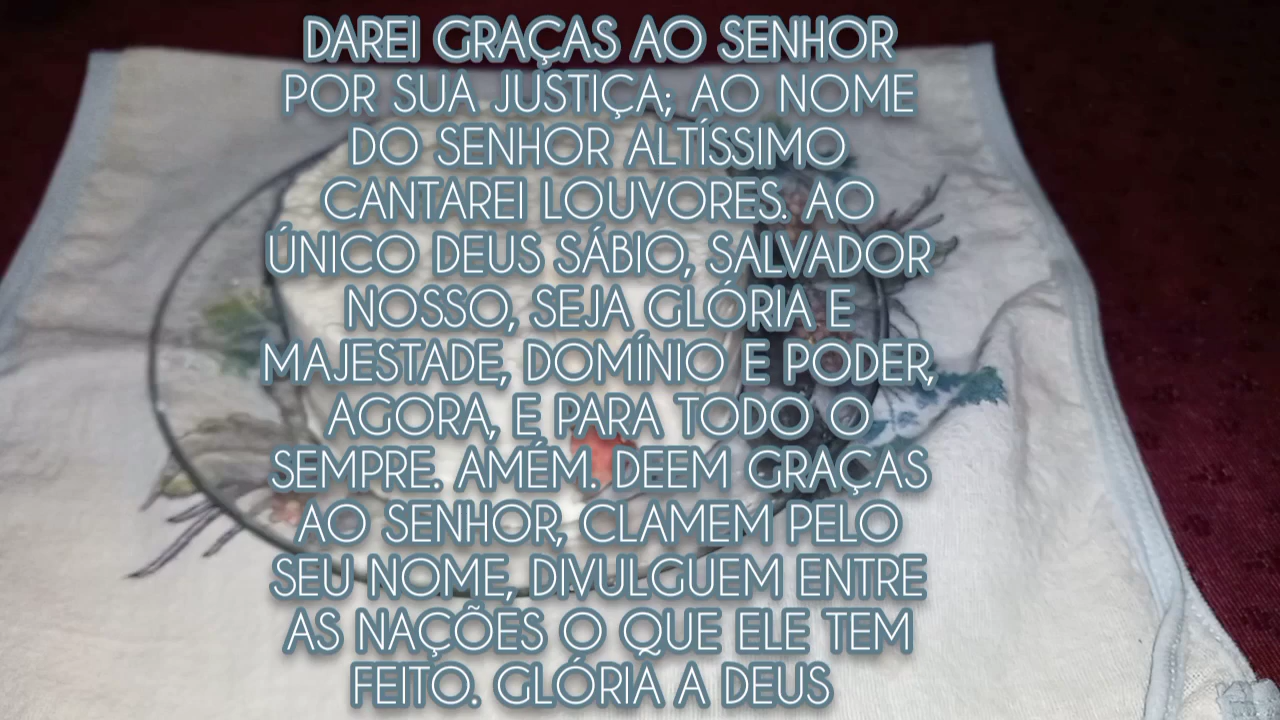 DAREI GRAÇAS AO SENHOR
POR SUA JUSTIÇA; AO NOME
DO SENHOR ALTÍSSIMO
CANTAREI LOUVORES. AO
ÚNICO DEUS SÁBIO, SALVADOR
NOSSO, SEJA GLÓRIA E
MAJESTADE, DOMÍNIO E PODER,
AGORA, E PARA TODO O
SEMPRE. AMÉM. DEEM GRAÇAS
AO SENHOR, CLAMEM PELO
SEU NOME, DIVULGUEM ENTRE
AS NAÇÕES O QUE ELE TEM
FEITO. GLÓRIA A DEUS